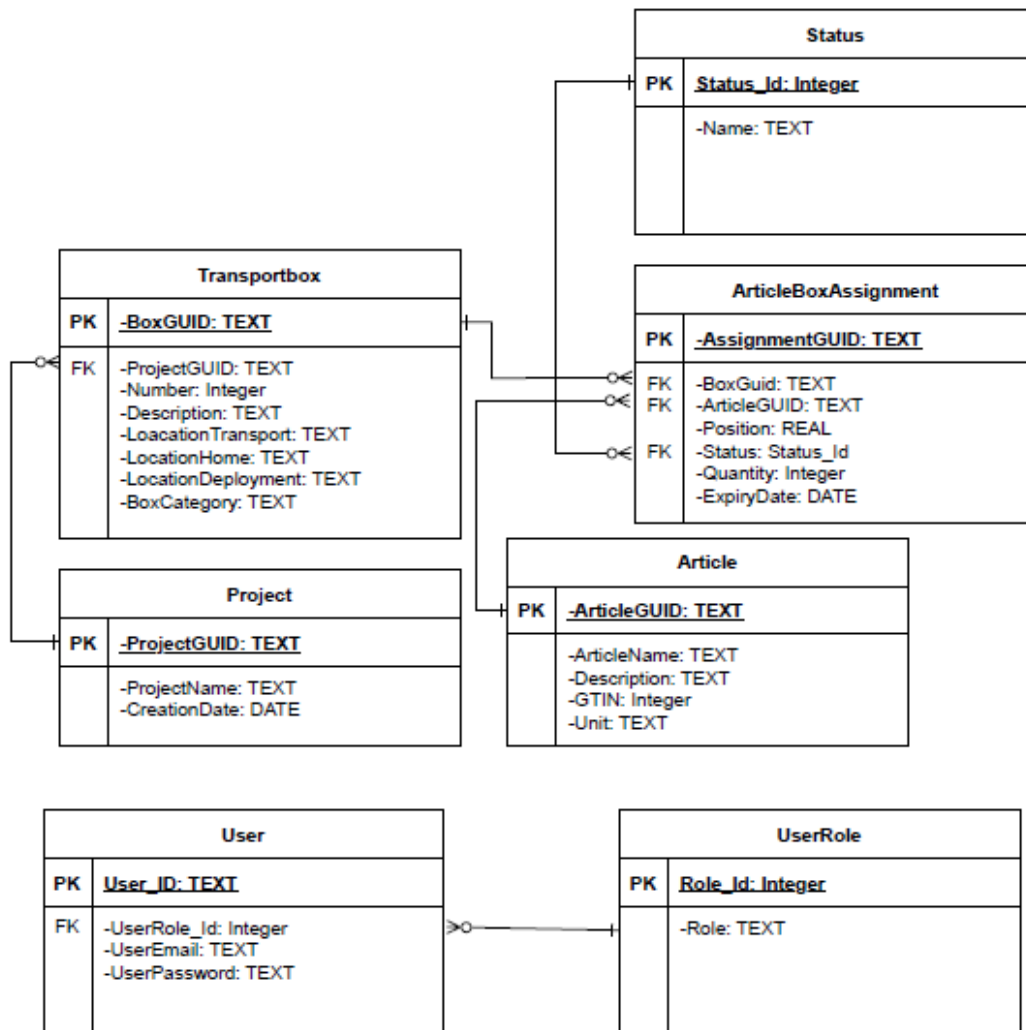 Status
PK Status_Id: Integer
-Name: TEXT
Transportbox
PK -BoxGUID: TEXT
FK -ProjectGUID: TEXT
-Number: Integer
-Description: TEXT
-LoacationTransport: TEXT
-LocationHome: TEXT
-LocationDeployment: TEXT
-BoxCategory: TEXT
ArticleBoxAssignment
PK -AssignmentGUID: TEXT
FK -BoxGuid: TEXT
FK -ArticleGUID: TEXT
-Position: REAL
FK -Status: Status_Id
-Quantity: Integer
-ExpiryDate: DATE
Project
PK -ProjectGUID: TEXT
-ProjectName: TEXT
-CreationDate: DATE
Article
PK -ArticleGUID: TEXT
-ArticleName: TEXT
-Description: TEXT
-GTIN: Integer
-Unit: TEXT
User
PK User_ID: TEXT
FK -UserRole_Id: Integer
-UserEmail: TEXT
-UserPassword: TEXT
UserRole
PK Role_Id: Integer
-Role: TEXT